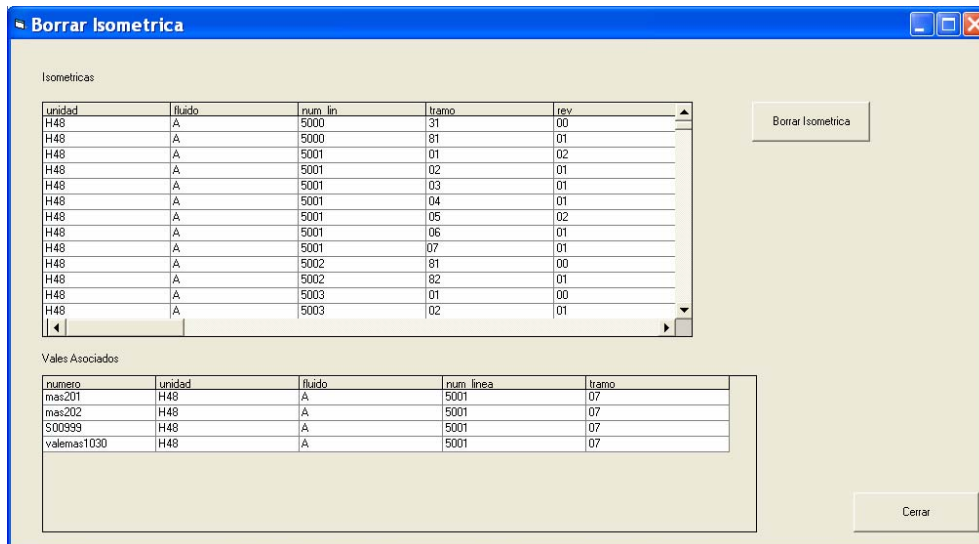 Borrar Isometrica
Isometricas
unidad fluido num_lin tramo rev
H48 A 5000 31 00
H48 A 5000 81 01
H48 A 5001 01 02
H48 A 5001 02 01
H48 A 5001 03 01
H48 A 5001 04 01
H48 A 5001 05 02
H48 A 5001 06 01
H48 A 5001 07 01
H48 A 5002 81 00
H48 A 5002 82 01
H48 A 5003 01 00
H48 A 5003 02 01
Borrar Isometrica
Vales Asociados
numero unidad fluido num_linea tramo
mas201 H48 A 5001 07
mas202 H48 A 5001 07
S00999 H48 A 5001 07
valemas1030 H48 A 5001 07
Cerrar